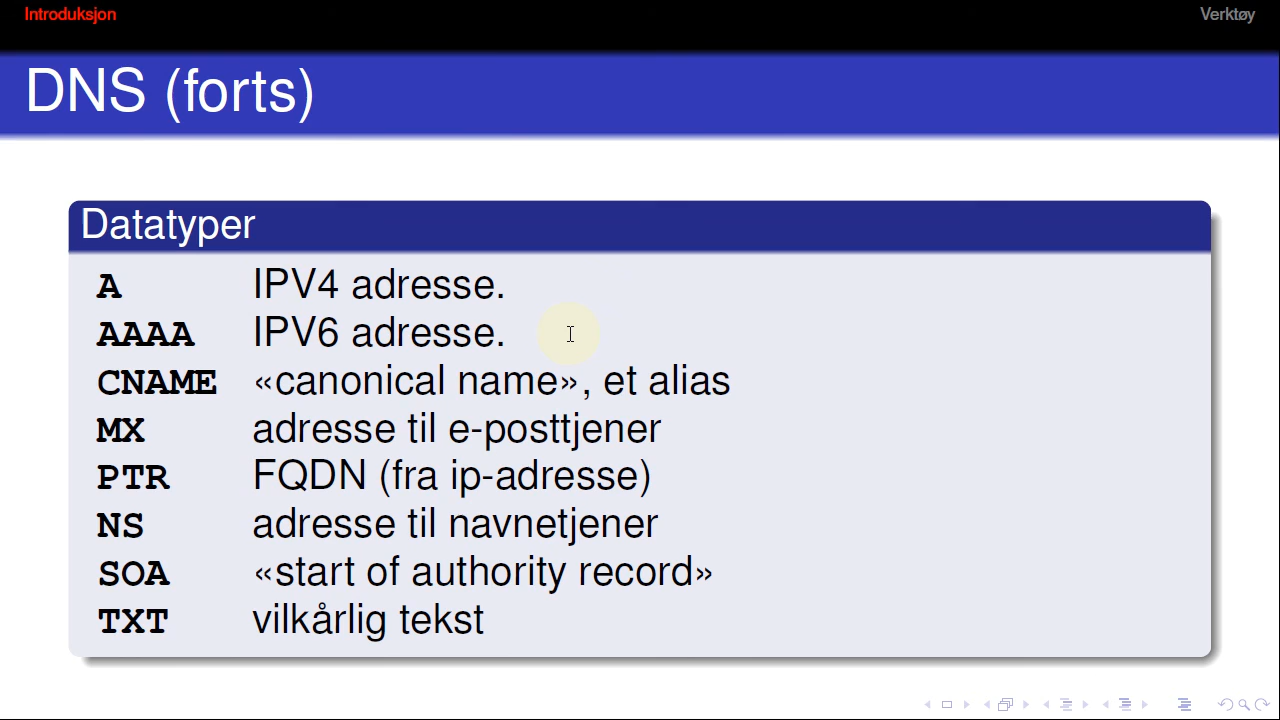 Introduksjon
Verktøy
DNS (forts)
Datatyper
A IPV4 adresse.
AAAA IPV6 adresse.
CNAME «canonical name», et alias
MX adresse til e-posttjener
PTR FQDN (fra ip-adresse)
NS adresse til navnetjener
SOA «start of authority record»
TXT vilkårlig tekst